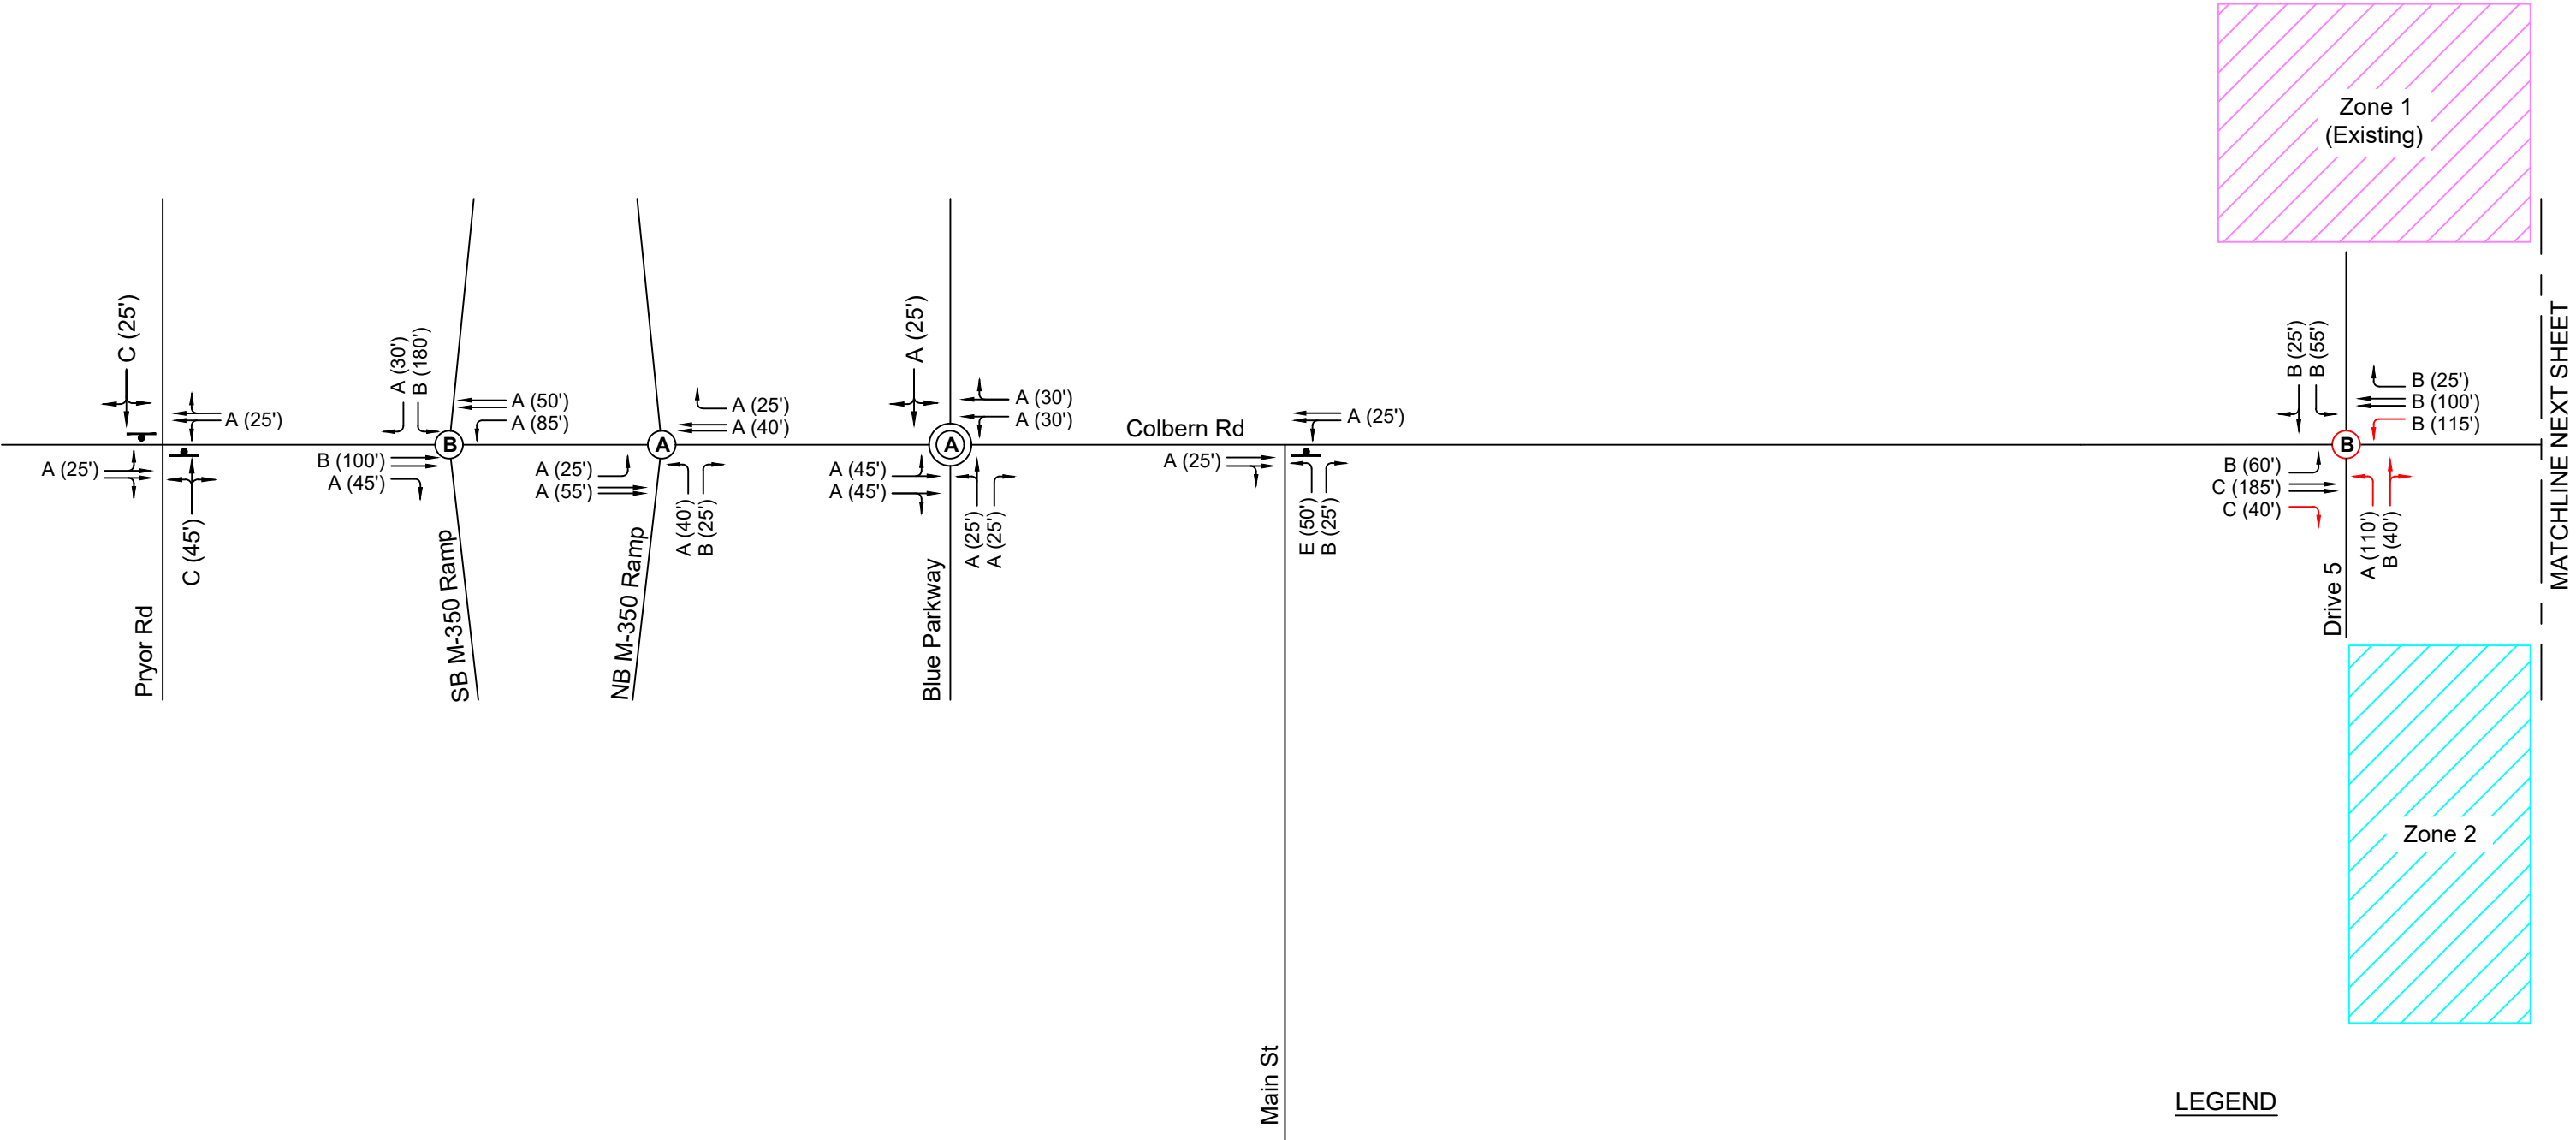 Zone 1
(Existing)
C (25')
A (25')
A (25')
C (45')
Pryor Rd
A (30')
B (180')
A (50')
A (85')
B
B (100')
A (45')
SB M-350 Ramp
A (25')
A (40')
A
A (25')
A (55')
A (40')
B (25')
NB M-350 Ramp
A (25')
A (30')
A (30')
A
A (45')
A (45')
A (25')
A (25')
Blue Parkway
Colbern Rd
A (25')
A (25')
E (50')
B (25')
Main St
B (25')
B (55')
B (25')
B (100')
B (115')
B
B (60')
C (185')
C (40')
A (110')
B (40')
Drive 5
MATCHLINE NEXT SHEET
Zone 2
LEGEND